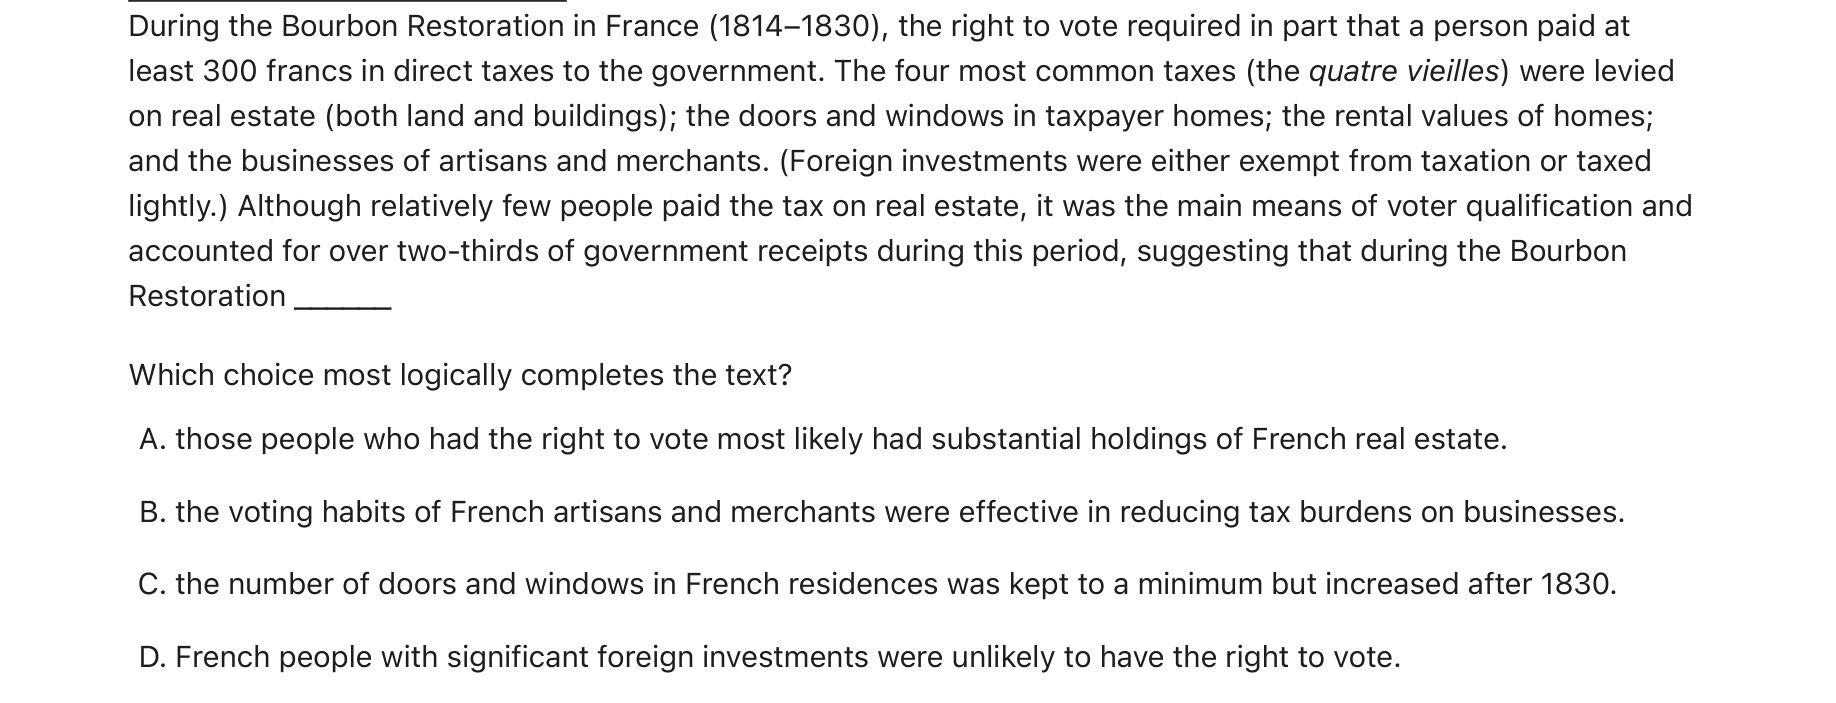 During the Bourbon Restoration in France (1814–1830), the right to vote required in part that a person paid at
least 300 francs in direct taxes to the government. The four most common taxes (the quatre vieilles) were levied
on real estate (both land and buildings); the doors and windows in taxpayer homes; the rental values of homes;
and the businesses of artisans and merchants. (Foreign investments were either exempt from taxation or taxed
lightly.) Although relatively few people paid the tax on real estate, it was the main means of voter qualification and
accounted for over two-thirds of government receipts during this period, suggesting that during the Bourbon
Restoration ______
Which choice most logically completes the text?
A. those people who had the right to vote most likely had substantial holdings of French real estate.
B. the voting habits of French artisans and merchants were effective in reducing tax burdens on businesses.
C. the number of doors and windows in French residences was kept to a minimum but increased after 1830.
D. French people with significant foreign investments were unlikely to have the right to vote.